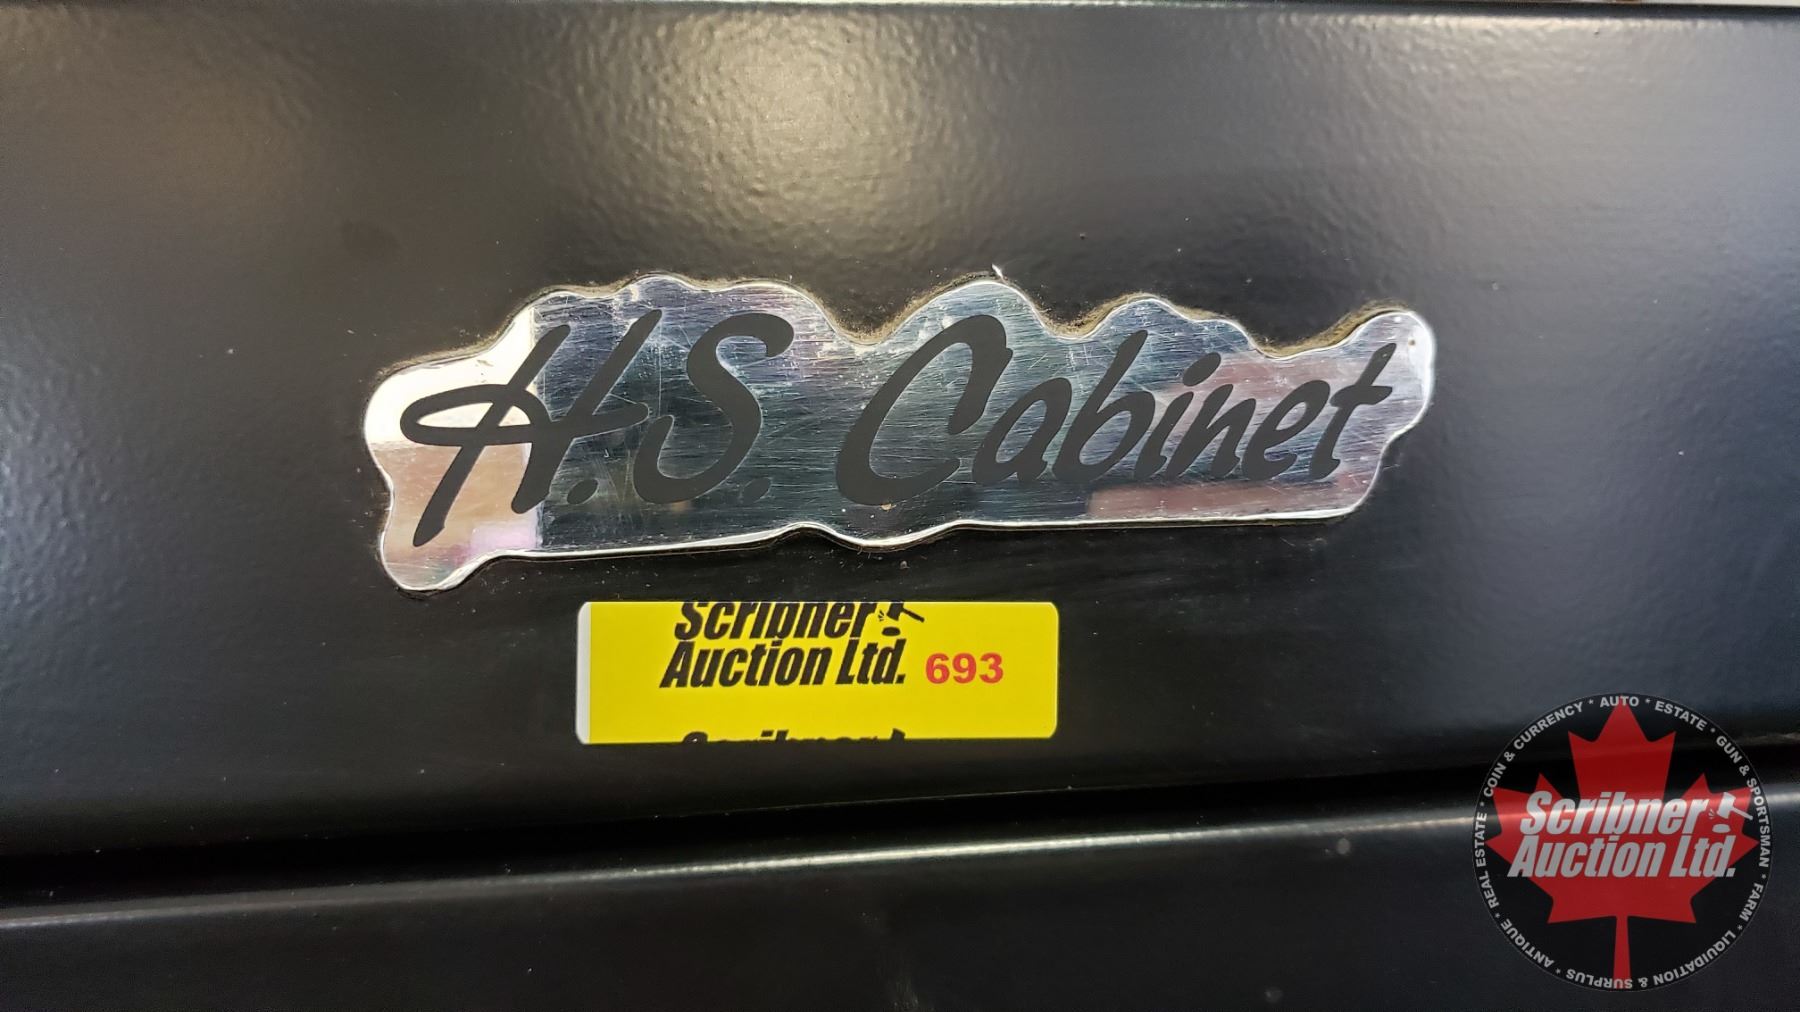 H.S. Cabinet
Scribner
Auction Ltd. 693
Scribner
COIN & CURRENCY * AUTO * ESTATE * GUN & SPORTSMAN * FARM * LIQUIDATION & SURPLUS * ANTIQUE * REAL ESTATE *
Scribner
Auction Ltd.